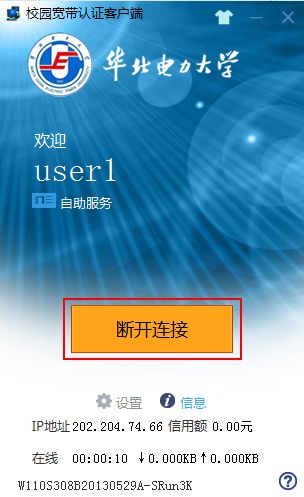 校园宽带认证客户端
华北电力大学
欢迎
user1
自助服务
断开连接
设置 信息
IP地址 202.204.74.66 信用额 0.00元
在线 00:00:10 ↓0.000KB↑0.000KB
W110S308B20130529A-SRun3K